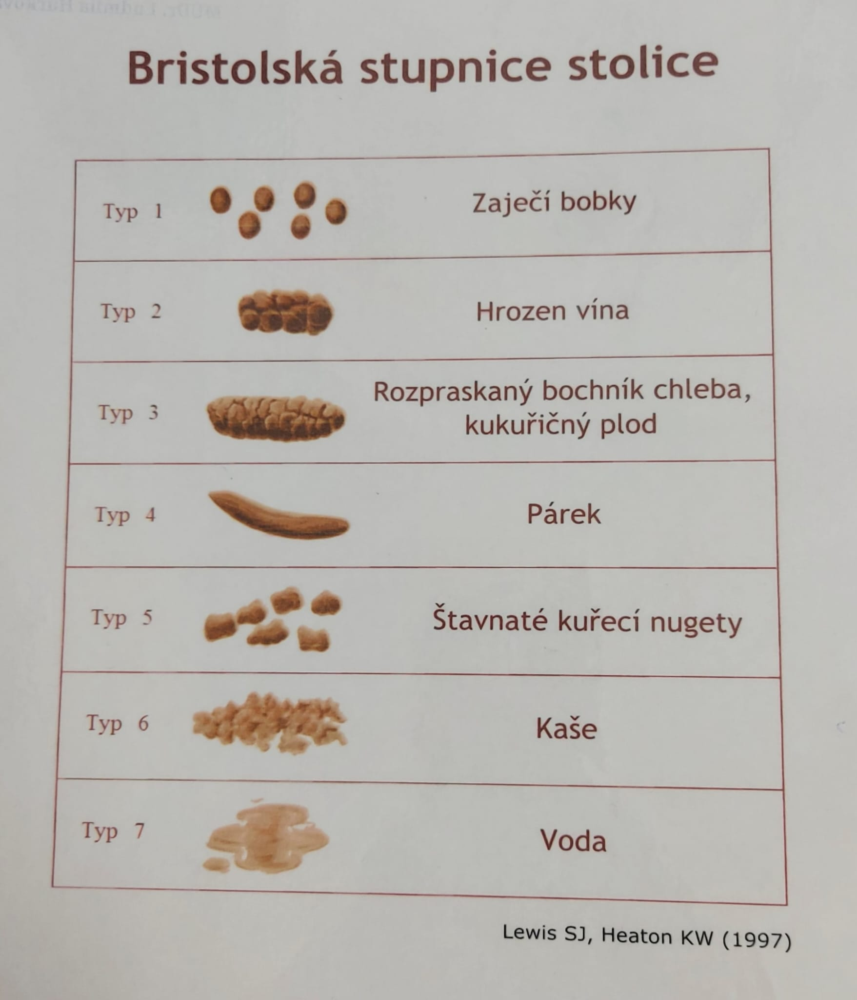 Bristolská stupnice stolice
Typ 1
Zaječí bobky
Typ 2
Hrozen vína
Typ 3
Rozpraskaný bochník chleba,
kukuřičný plod
Typ 4
Párek
Typ 5
Štavnaté kuřecí nugety
Typ 6
Kaše
Typ 7
Voda
Lewis SJ, Heaton KW (1997)